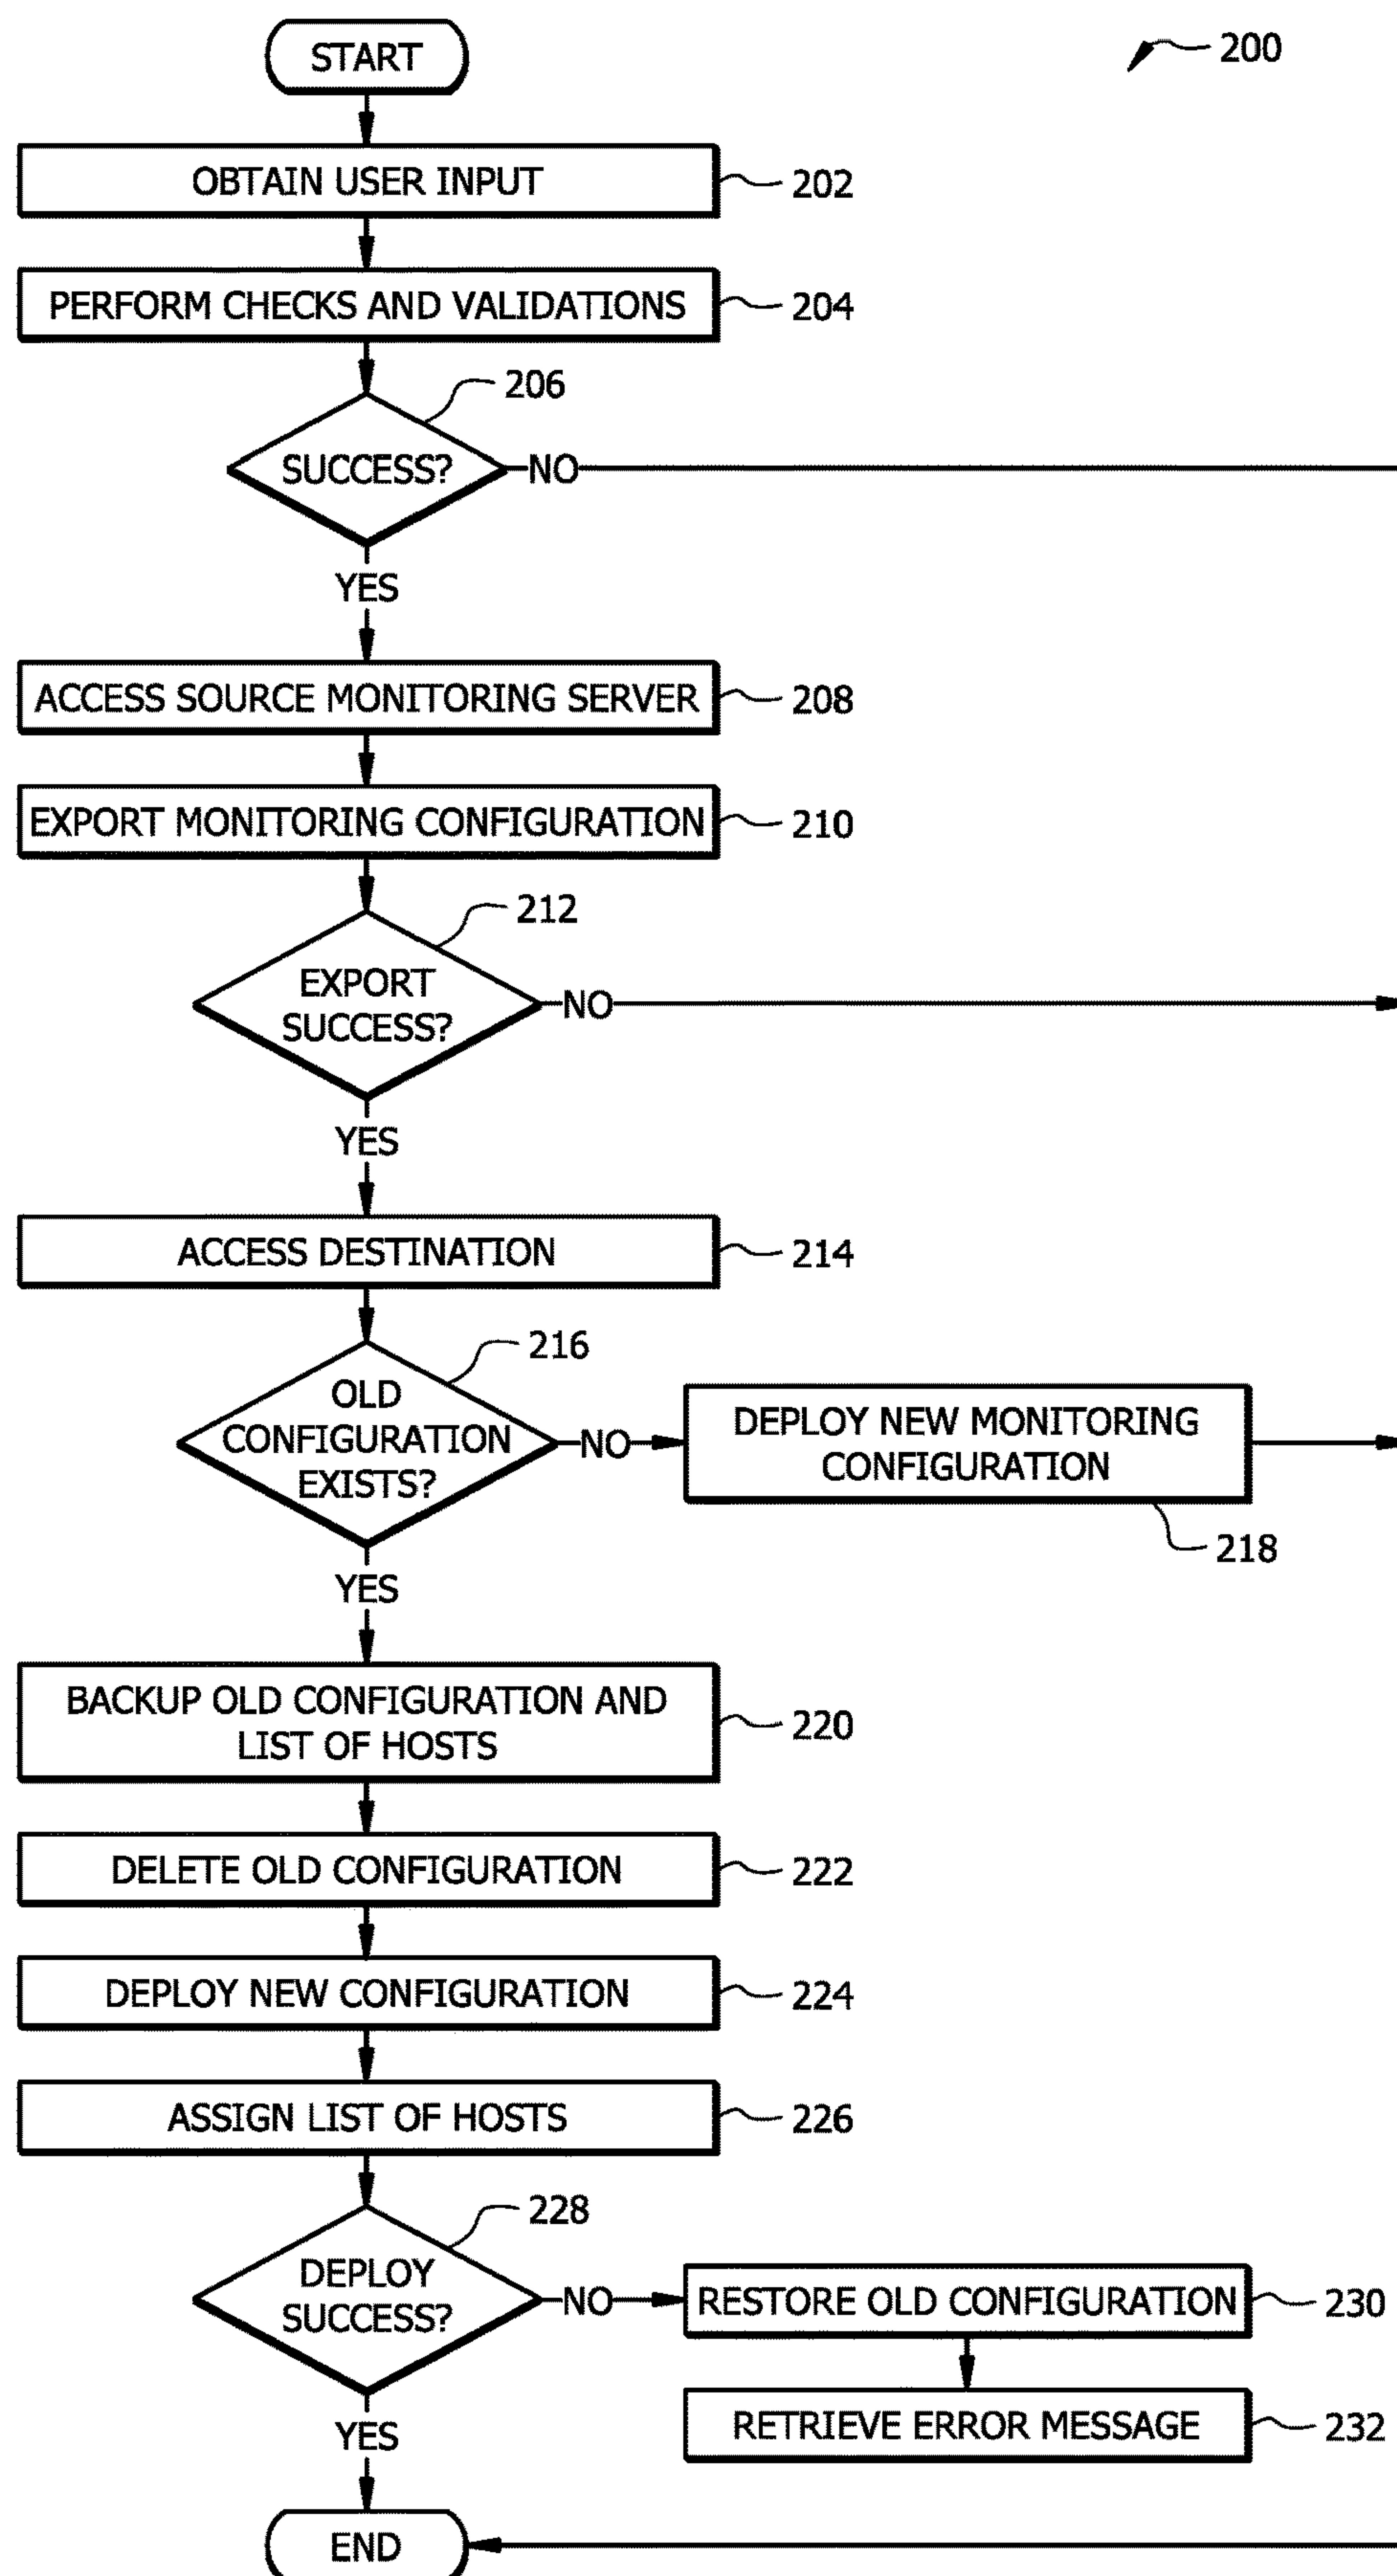 START
200
OBTAIN USER INPUT
202
PERFORM CHECKS AND VALIDATIONS
204
206
SUCCESS?
NO
YES
ACCESS SOURCE MONITORING SERVER
208
EXPORT MONITORING CONFIGURATION
210
212
EXPORT
SUCCESS?
NO
YES
ACCESS DESTINATION
214
216
OLD
CONFIGURATION
EXISTS?
NO
DEPLOY NEW MONITORING
CONFIGURATION
218
YES
BACKUP OLD CONFIGURATION AND
LIST OF HOSTS
220
DELETE OLD CONFIGURATION
222
DEPLOY NEW CONFIGURATION
224
ASSIGN LIST OF HOSTS
226
228
DEPLOY
SUCCESS?
NO
RESTORE OLD CONFIGURATION
230
RETRIEVE ERROR MESSAGE
232
YES
END